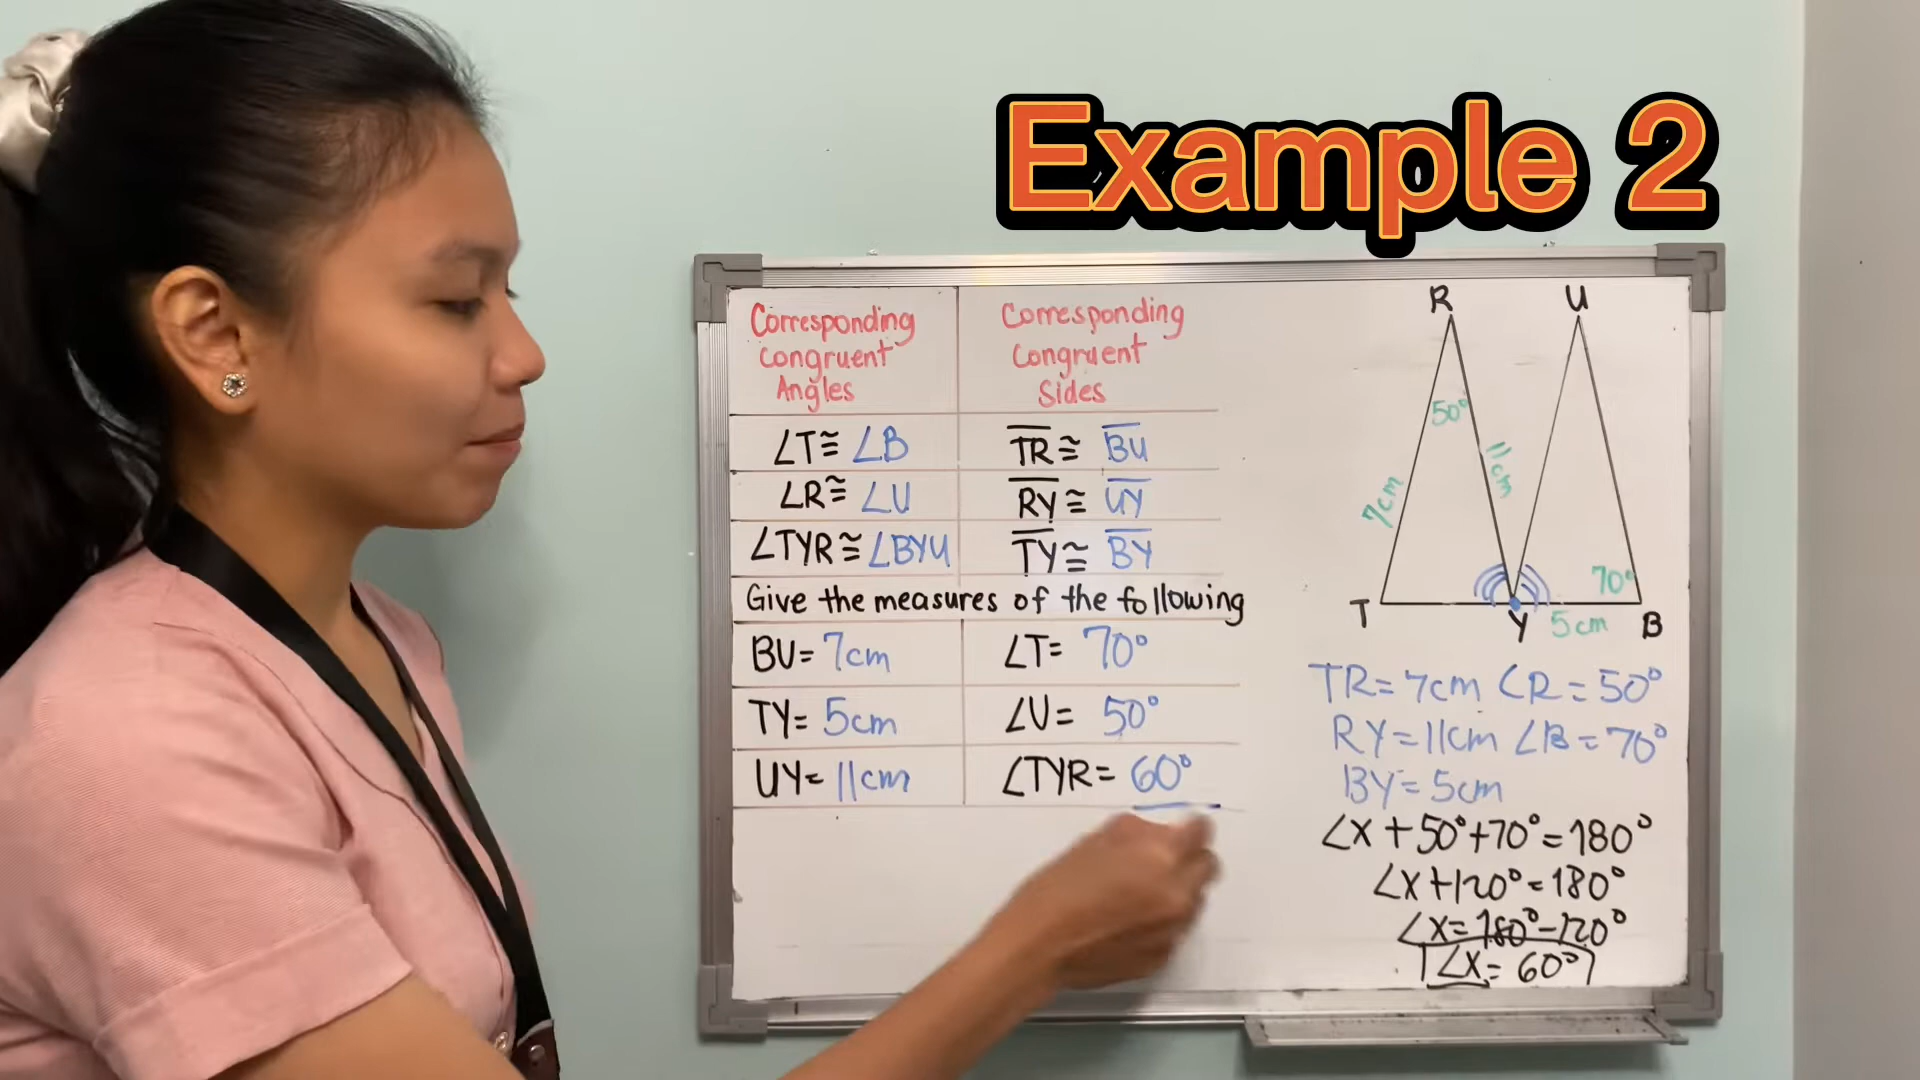 Example 2
Corresponding
Congruent
Angles
Corresponding
Congruent
Sides
∠T≅ ∠B
TR≅ BU
∠R≅ ∠U
RY≅ UY
∠TYR≅∠BYU
TY≅ BY
Give the measures of the following
BU= 7cm
∠T= 70°
TY= 5cm
∠U= 50°
UY= 11cm
∠TYR= 60°
R
U
50°
11cm
7cm
70°
T
Y
5cm
B
TR=7cm ∠R=50°
RY=11cm ∠B=70°
BY=5cm
∠X+50°+70°=180°
∠X+120°=180°
∠X=180°-120°
∠X=60°